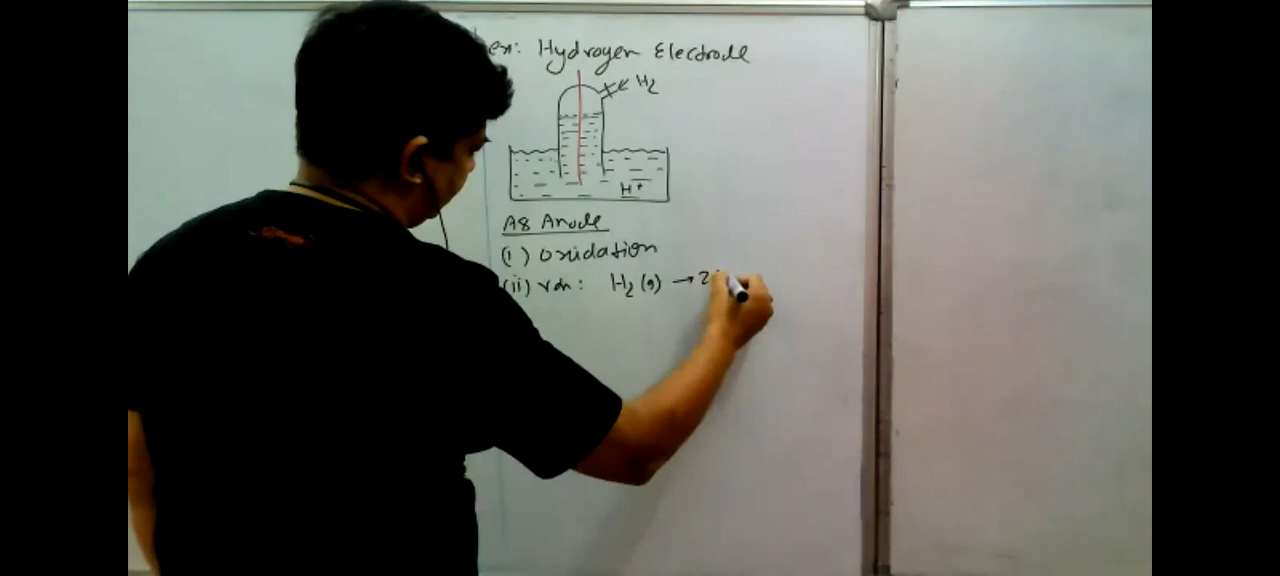 ex: Hydrogen Electrode
H2
H+
As Anode
(i) oxidation
(ii) rxn: H2 (g) → 2